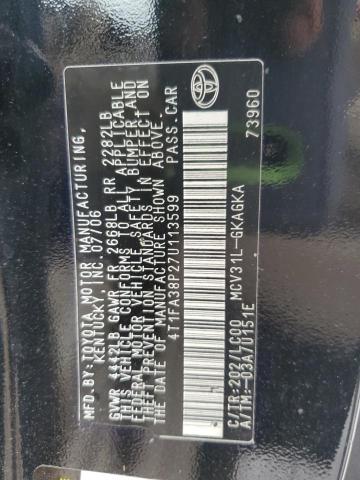 MFD.BY:TOYOTA MOTOR MANUFACTURING,
KENTUCKY, INC. 07/06
GVWR 4442LB GAWR FR 2668LB RR 2282LB
THIS VEHICLE CONFORMS TO ALL APPLICABLE
FEDERAL MOTOR VEHICLE SAFETY, BUMPER, AND
THEFT PREVENTION STANDARDS IN EFFECT ON
THE DATE OF MANUFACTURE SHOWN ABOVE.
4T1FA38P27U113599 PASS.CAR
C/TR:202/LC00 MCV31L-GKAGKA
A/TM:-03A/U151E 73960